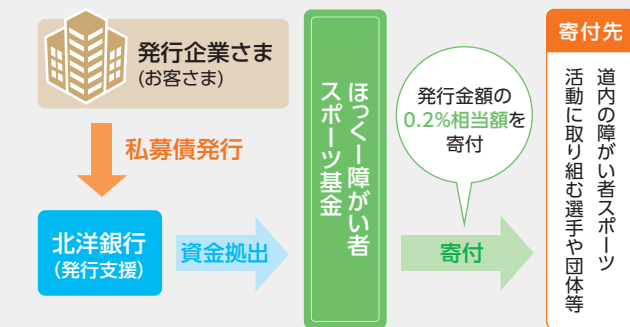 発行企業さま
(お客さま)
私募債発行
北洋銀行
(発行支援)
資金拠出
ほっくー障がい者
スポーツ基金
発行金額の
0.2%相当額を
寄付
寄付
寄付先
道内の障がい者スポーツ
活動に取り組む選手や団体等